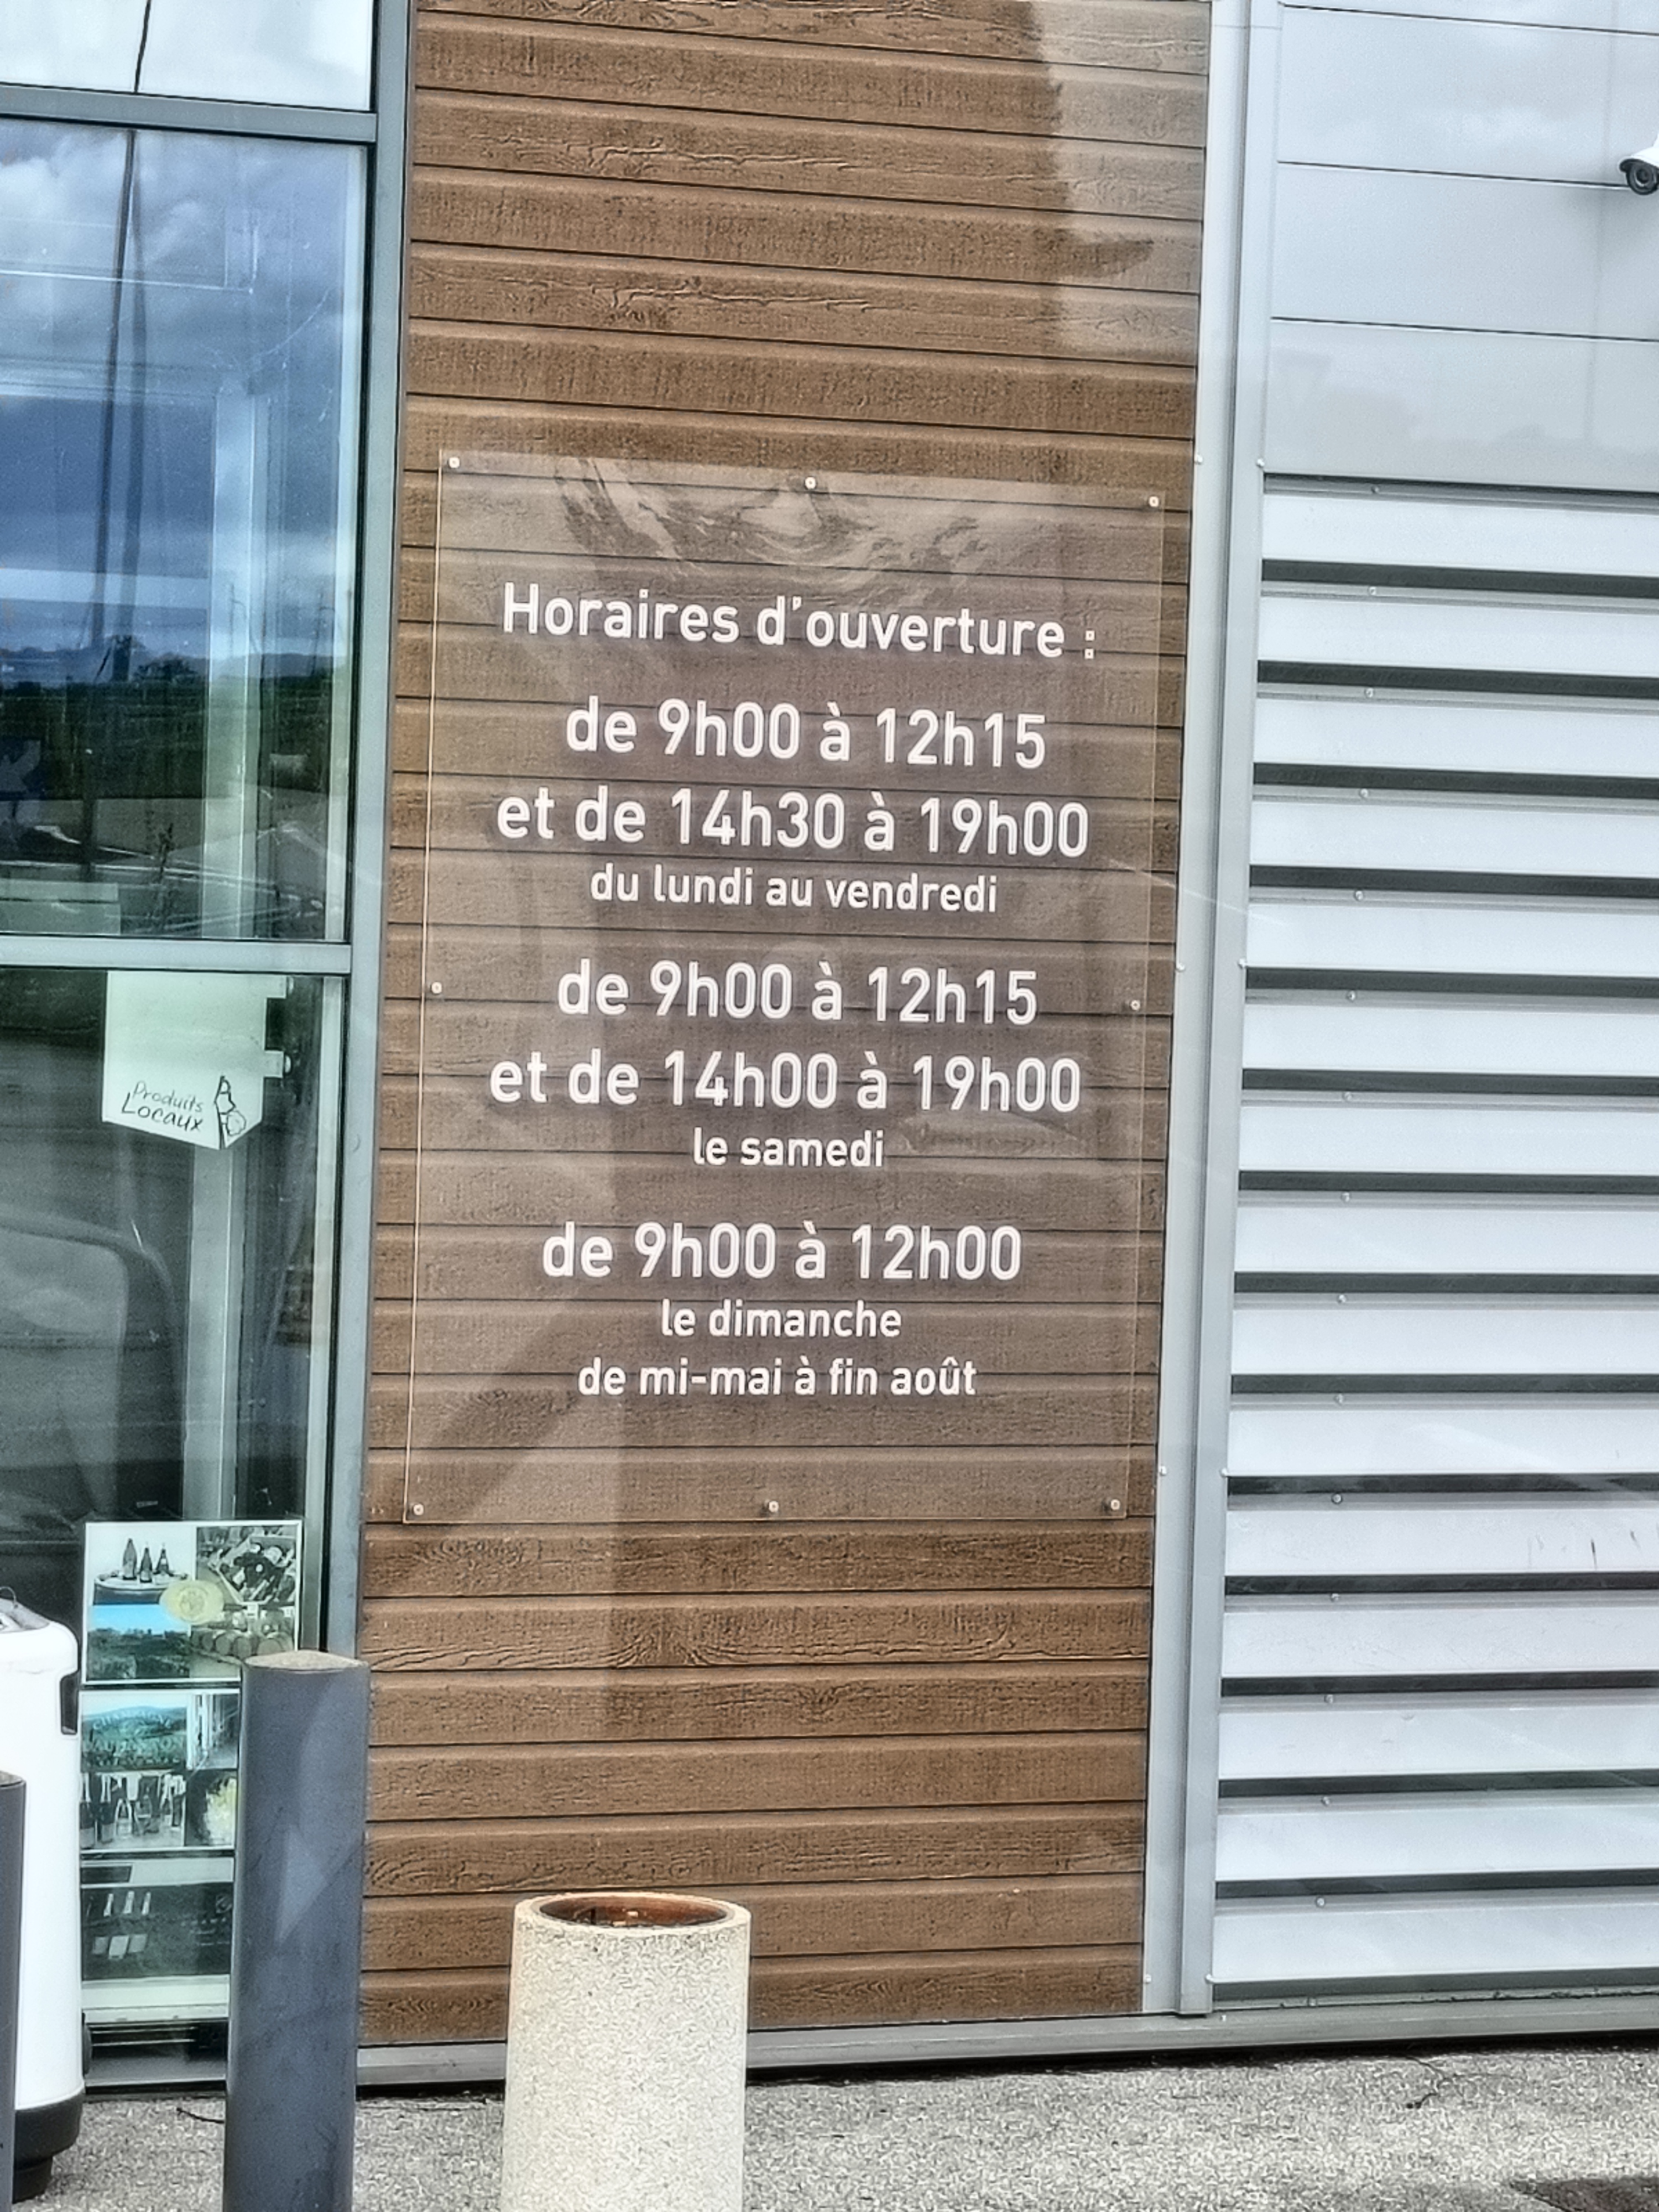 Horaires d'ouverture :
de 9h00 à 12h15
et de 14h30 à 19h00
du lundi au vendredi
de 9h00 à 12h15
et de 14h00 à 19h00
le samedi
de 9h00 à 12h00
le dimanche
de mi-mai à fin août
Produits
Locaux